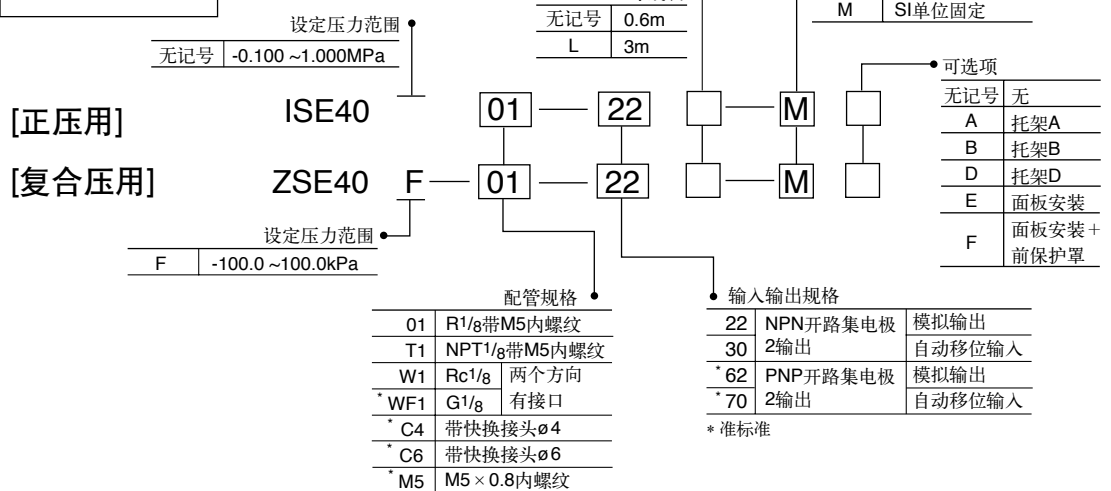 无记号 0.6m
L 3m
M SI单位固定
设定压力范围
无记号 -0.100 ~1.000MPa
可选项
无记号 无
A 托架A
B 托架B
D 托架D
E 面板安装
F 面板安装+
前保护罩
[正压用] ISE40 01 22 M
[复合压用] ZSE40 F 01 22 M
设定压力范围
F -100.0 ~100.0kPa
配管规格
01 R1/8带M5内螺纹
T1 NPT1/8带M5内螺纹
W1 Rc1/8 两个方向
*WF1 G1/8 有接口
*C4 带快换接头ø4
*C6 带快换接头ø6
*M5 M5×0.8内螺纹
输入输出规格
22 NPN开路集电极 模拟输出
30 2输出 自动移位输入
*62 PNP开路集电极 模拟输出
*70 2输出 自动移位输入
* 准标准